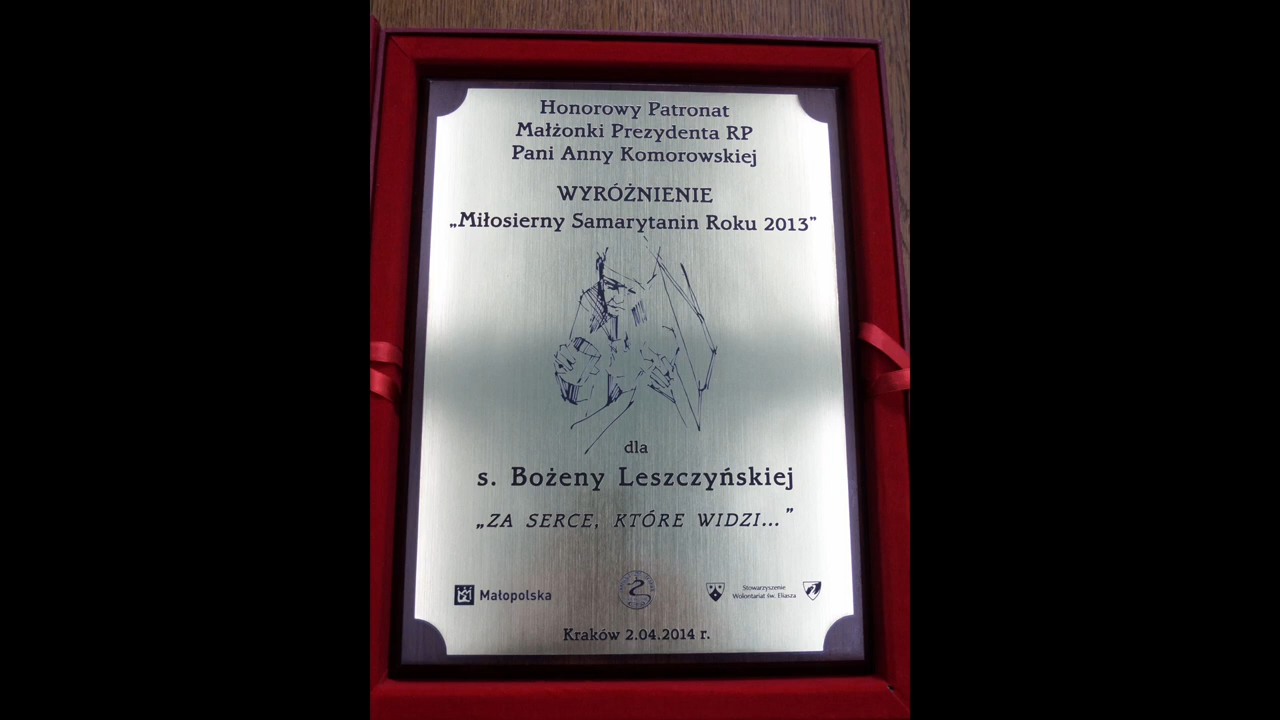 Honorowy Patronat
Małżonki Prezydenta RP
Pani Anny Komorowskiej
WYRÓŻNIENIE
„Miłosierny Samarytanin Roku 2013”
dla
s. Bożeny Leszczyńskiej
„ZA SERCE, KTÓRE WIDZI...”
Małopolska
Stowarzyszenie
Wolontariat św. Eliasza
Kraków 2.04.2014 r.